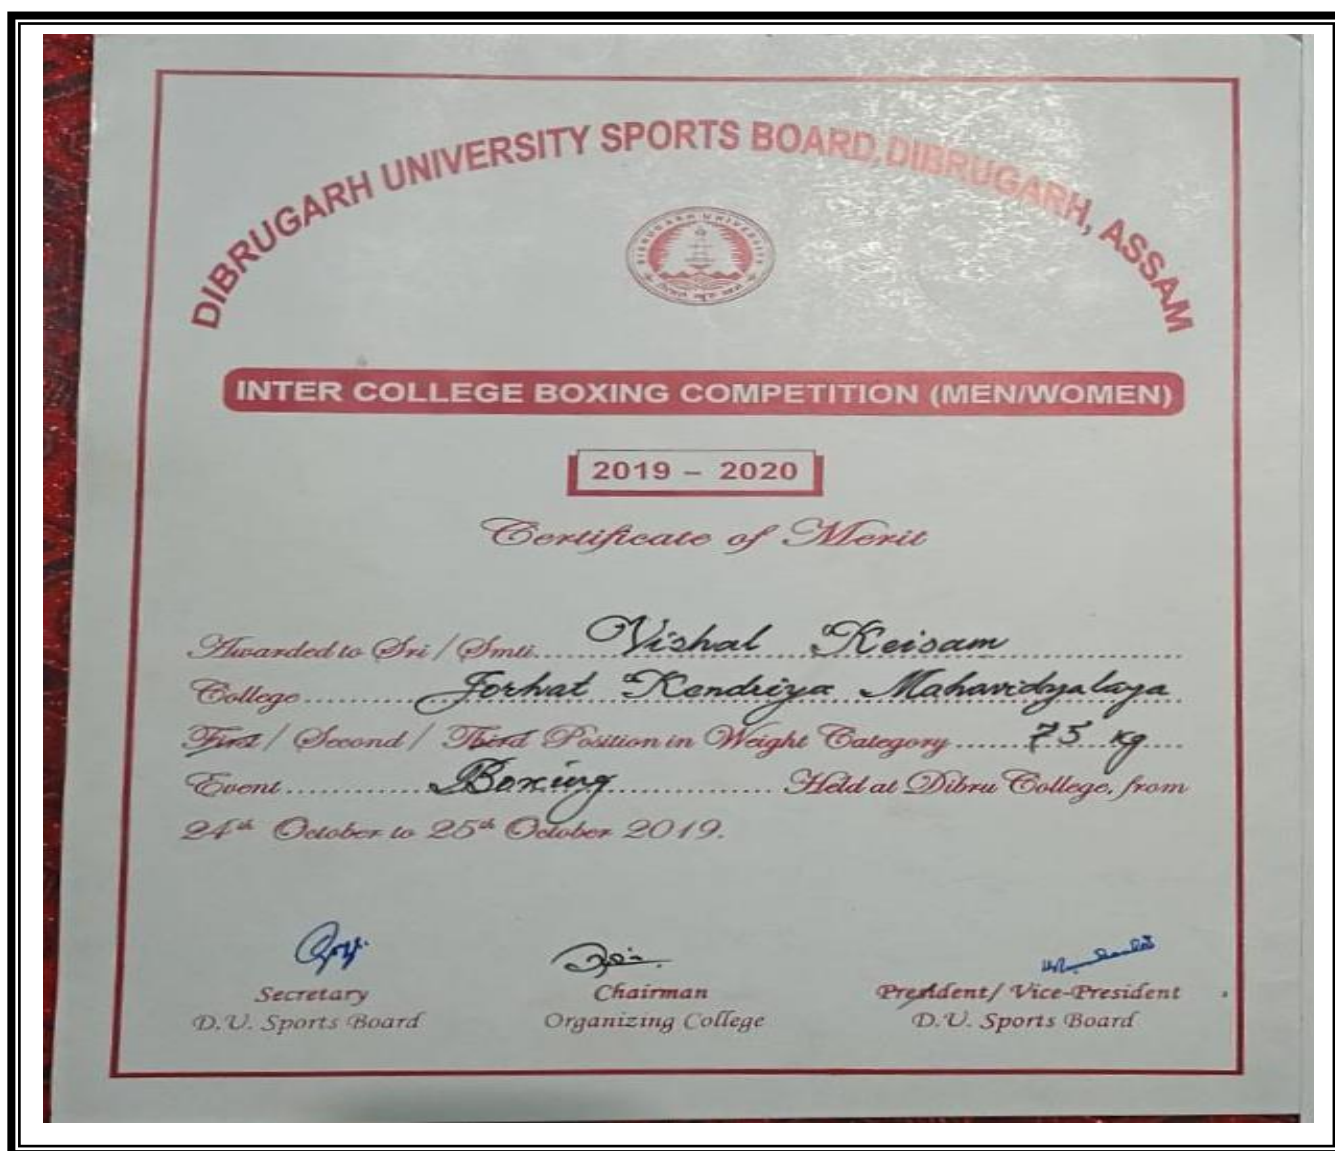 DIBRUGARH UNIVERSITY SPORTS BOARD, DIBRUGARH, ASSAM
DIBRUGARH UNIVERSITY
INTER COLLEGE BOXING COMPETITION (MEN/WOMEN)
2019 – 2020
Certificate of Merit
Awarded to Sri / Smti..... Vishal Keisam
College ..... Jorhat Kendriya Mahavidyalaya
First / Second / Third Position in Weight Category ..... 75 kg
Event ..... Boxing ..... Held at Dibru College, from
24th October to 25th October 2019.
Secretary Chairman President/ Vice-President
D.U. Sports Board Organizing College D.U. Sports Board